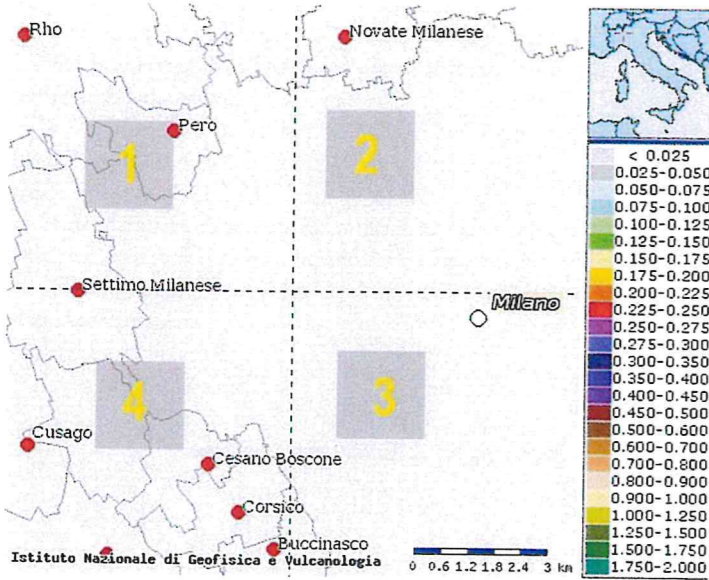 Rho
Novate Milanese
Pero
1
2
Settimo Milanese
Milano
4
3
Cusago
Cesano Boscone
Corsico
Buccinasco
Istituto Nazionale di Geofisica e Vulcanologia
0 0.6 1.2 1.8 2.4 3 km
< 0.025
0.025-0.050
0.050-0.075
0.075-0.100
0.100-0.125
0.125-0.150
0.150-0.175
0.175-0.200
0.200-0.225
0.225-0.250
0.250-0.275
0.275-0.300
0.300-0.350
0.350-0.400
0.400-0.450
0.450-0.500
0.500-0.600
0.600-0.700
0.700-0.800
0.800-0.900
0.900-1.000
1.000-1.250
1.250-1.500
1.500-1.750
1.750-2.000